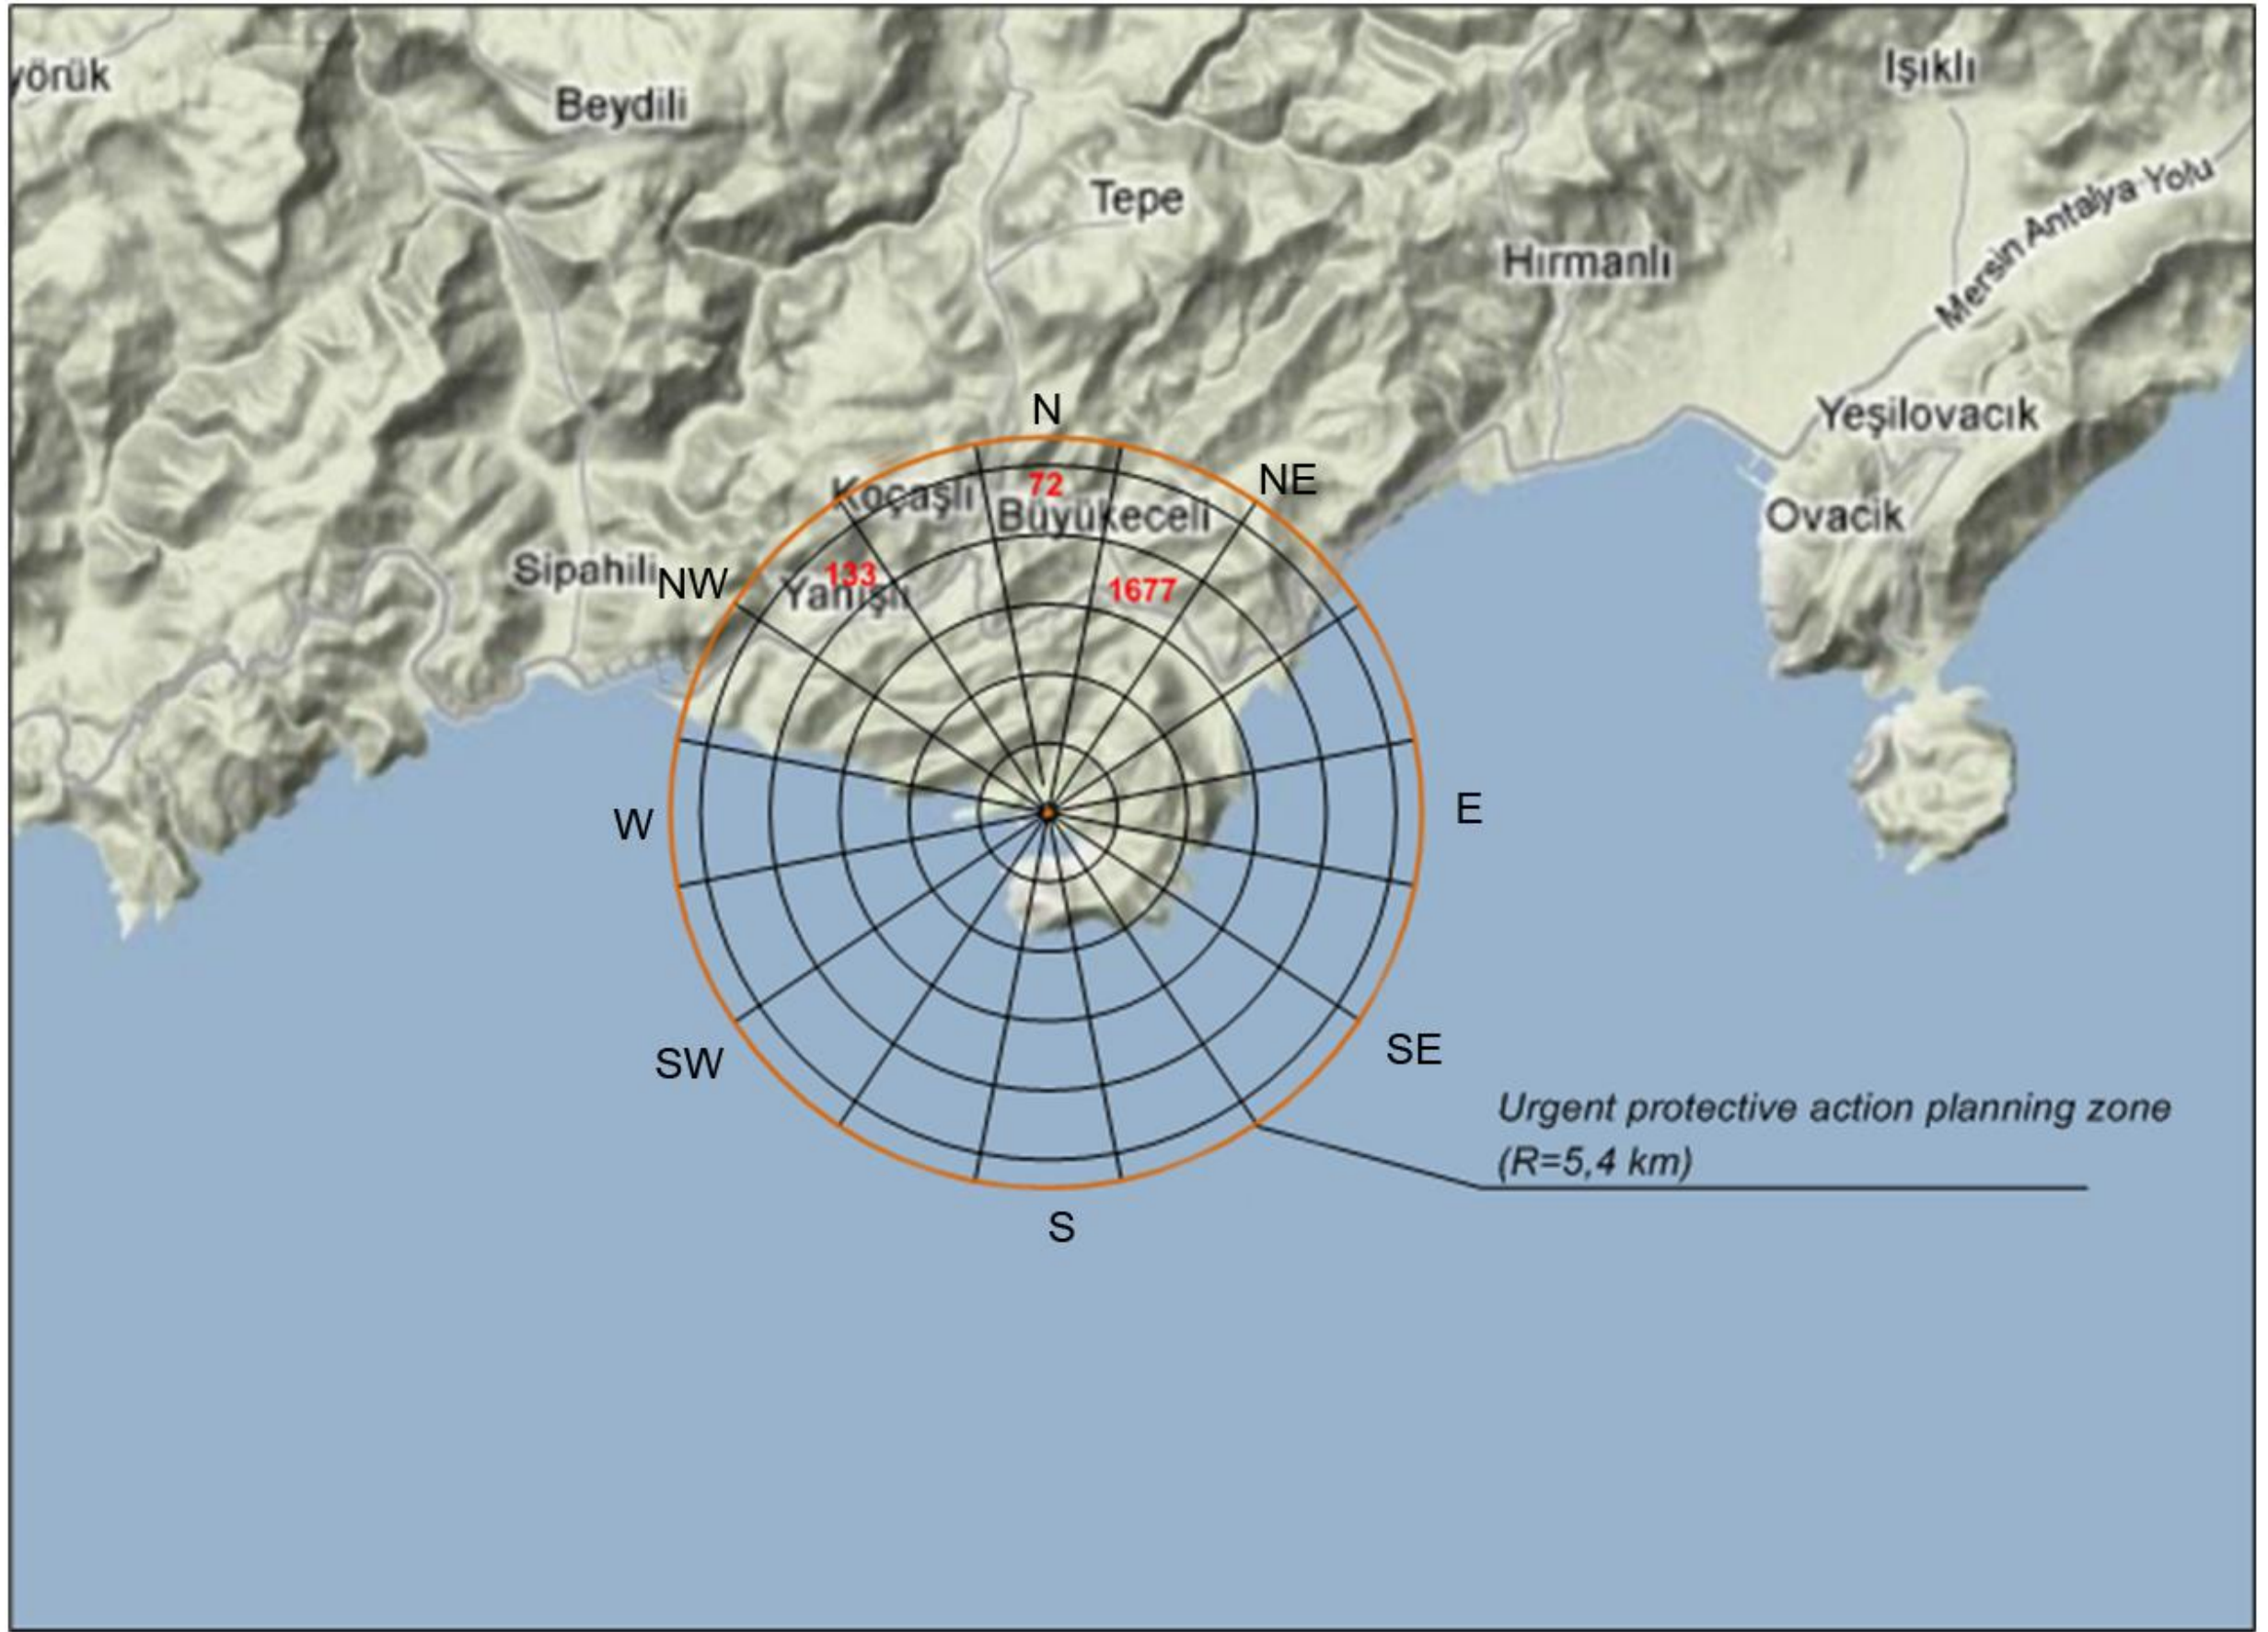 yörük
Beydili
Işıklı
Tepe
Mersin Antalya Yolu
Hırmanlı
N
Yeşilovacık
NE
72
Koçaşlı
Büyükeceli
Ovacik
Sipahili
NW
133
Yanışlı
1677
W
E
SW
SE
Urgent protective action planning zone
(R=5,4 km)
S